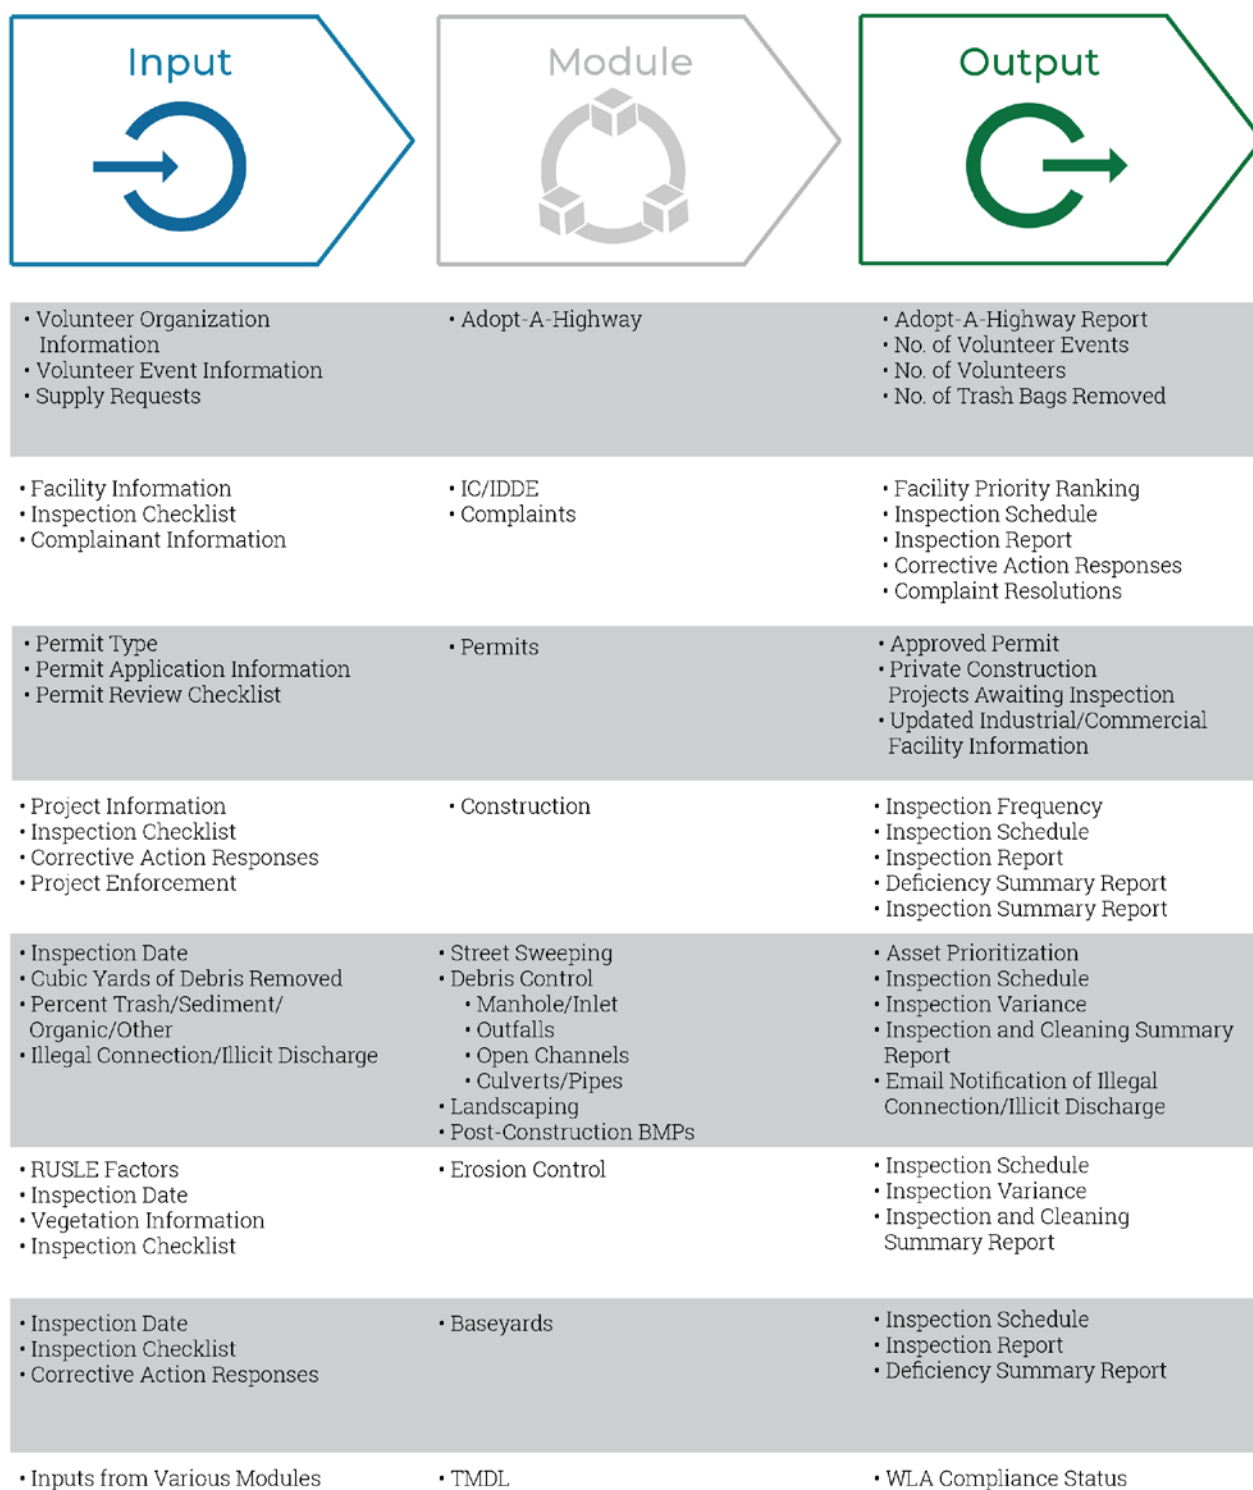 Input
Module
Output
• Volunteer Organization
Information
• Volunteer Event Information
• Supply Requests
• Adopt-A-Highway
• Adopt-A-Highway Report
• No. of Volunteer Events
• No. of Volunteers
• No. of Trash Bags Removed
• Facility Information
• Inspection Checklist
• Complainant Information
• IC/IDDE
• Complaints
• Facility Priority Ranking
• Inspection Schedule
• Inspection Report
• Corrective Action Responses
• Complaint Resolutions
• Permit Type
• Permit Application Information
• Permit Review Checklist
• Permits
• Approved Permit
• Private Construction
Projects Awaiting Inspection
• Updated Industrial/Commercial
Facility Information
• Project Information
• Inspection Checklist
• Corrective Action Responses
• Project Enforcement
• Construction
• Inspection Frequency
• Inspection Schedule
• Inspection Report
• Deficiency Summary Report
• Inspection Summary Report
• Inspection Date
• Cubic Yards of Debris Removed
• Percent Trash/Sediment/
Organic/Other
• Illegal Connection/Illicit Discharge
• Street Sweeping
• Debris Control
• Manhole/Inlet
• Outfalls
• Open Channels
• Culverts/Pipes
• Landscaping
• Post-Construction BMPs
• Asset Prioritization
• Inspection Schedule
• Inspection Variance
• Inspection and Cleaning Summary
Report
• Email Notification of Illegal
Connection/Illicit Discharge
• RUSLE Factors
• Inspection Date
• Vegetation Information
• Inspection Checklist
• Erosion Control
• Inspection Schedule
• Inspection Variance
• Inspection and Cleaning
Summary Report
• Inspection Date
• Inspection Checklist
• Corrective Action Responses
• Baseyards
• Inspection Schedule
• Inspection Report
• Deficiency Summary Report
• Inputs from Various Modules
• TMDL
• WLA Compliance Status